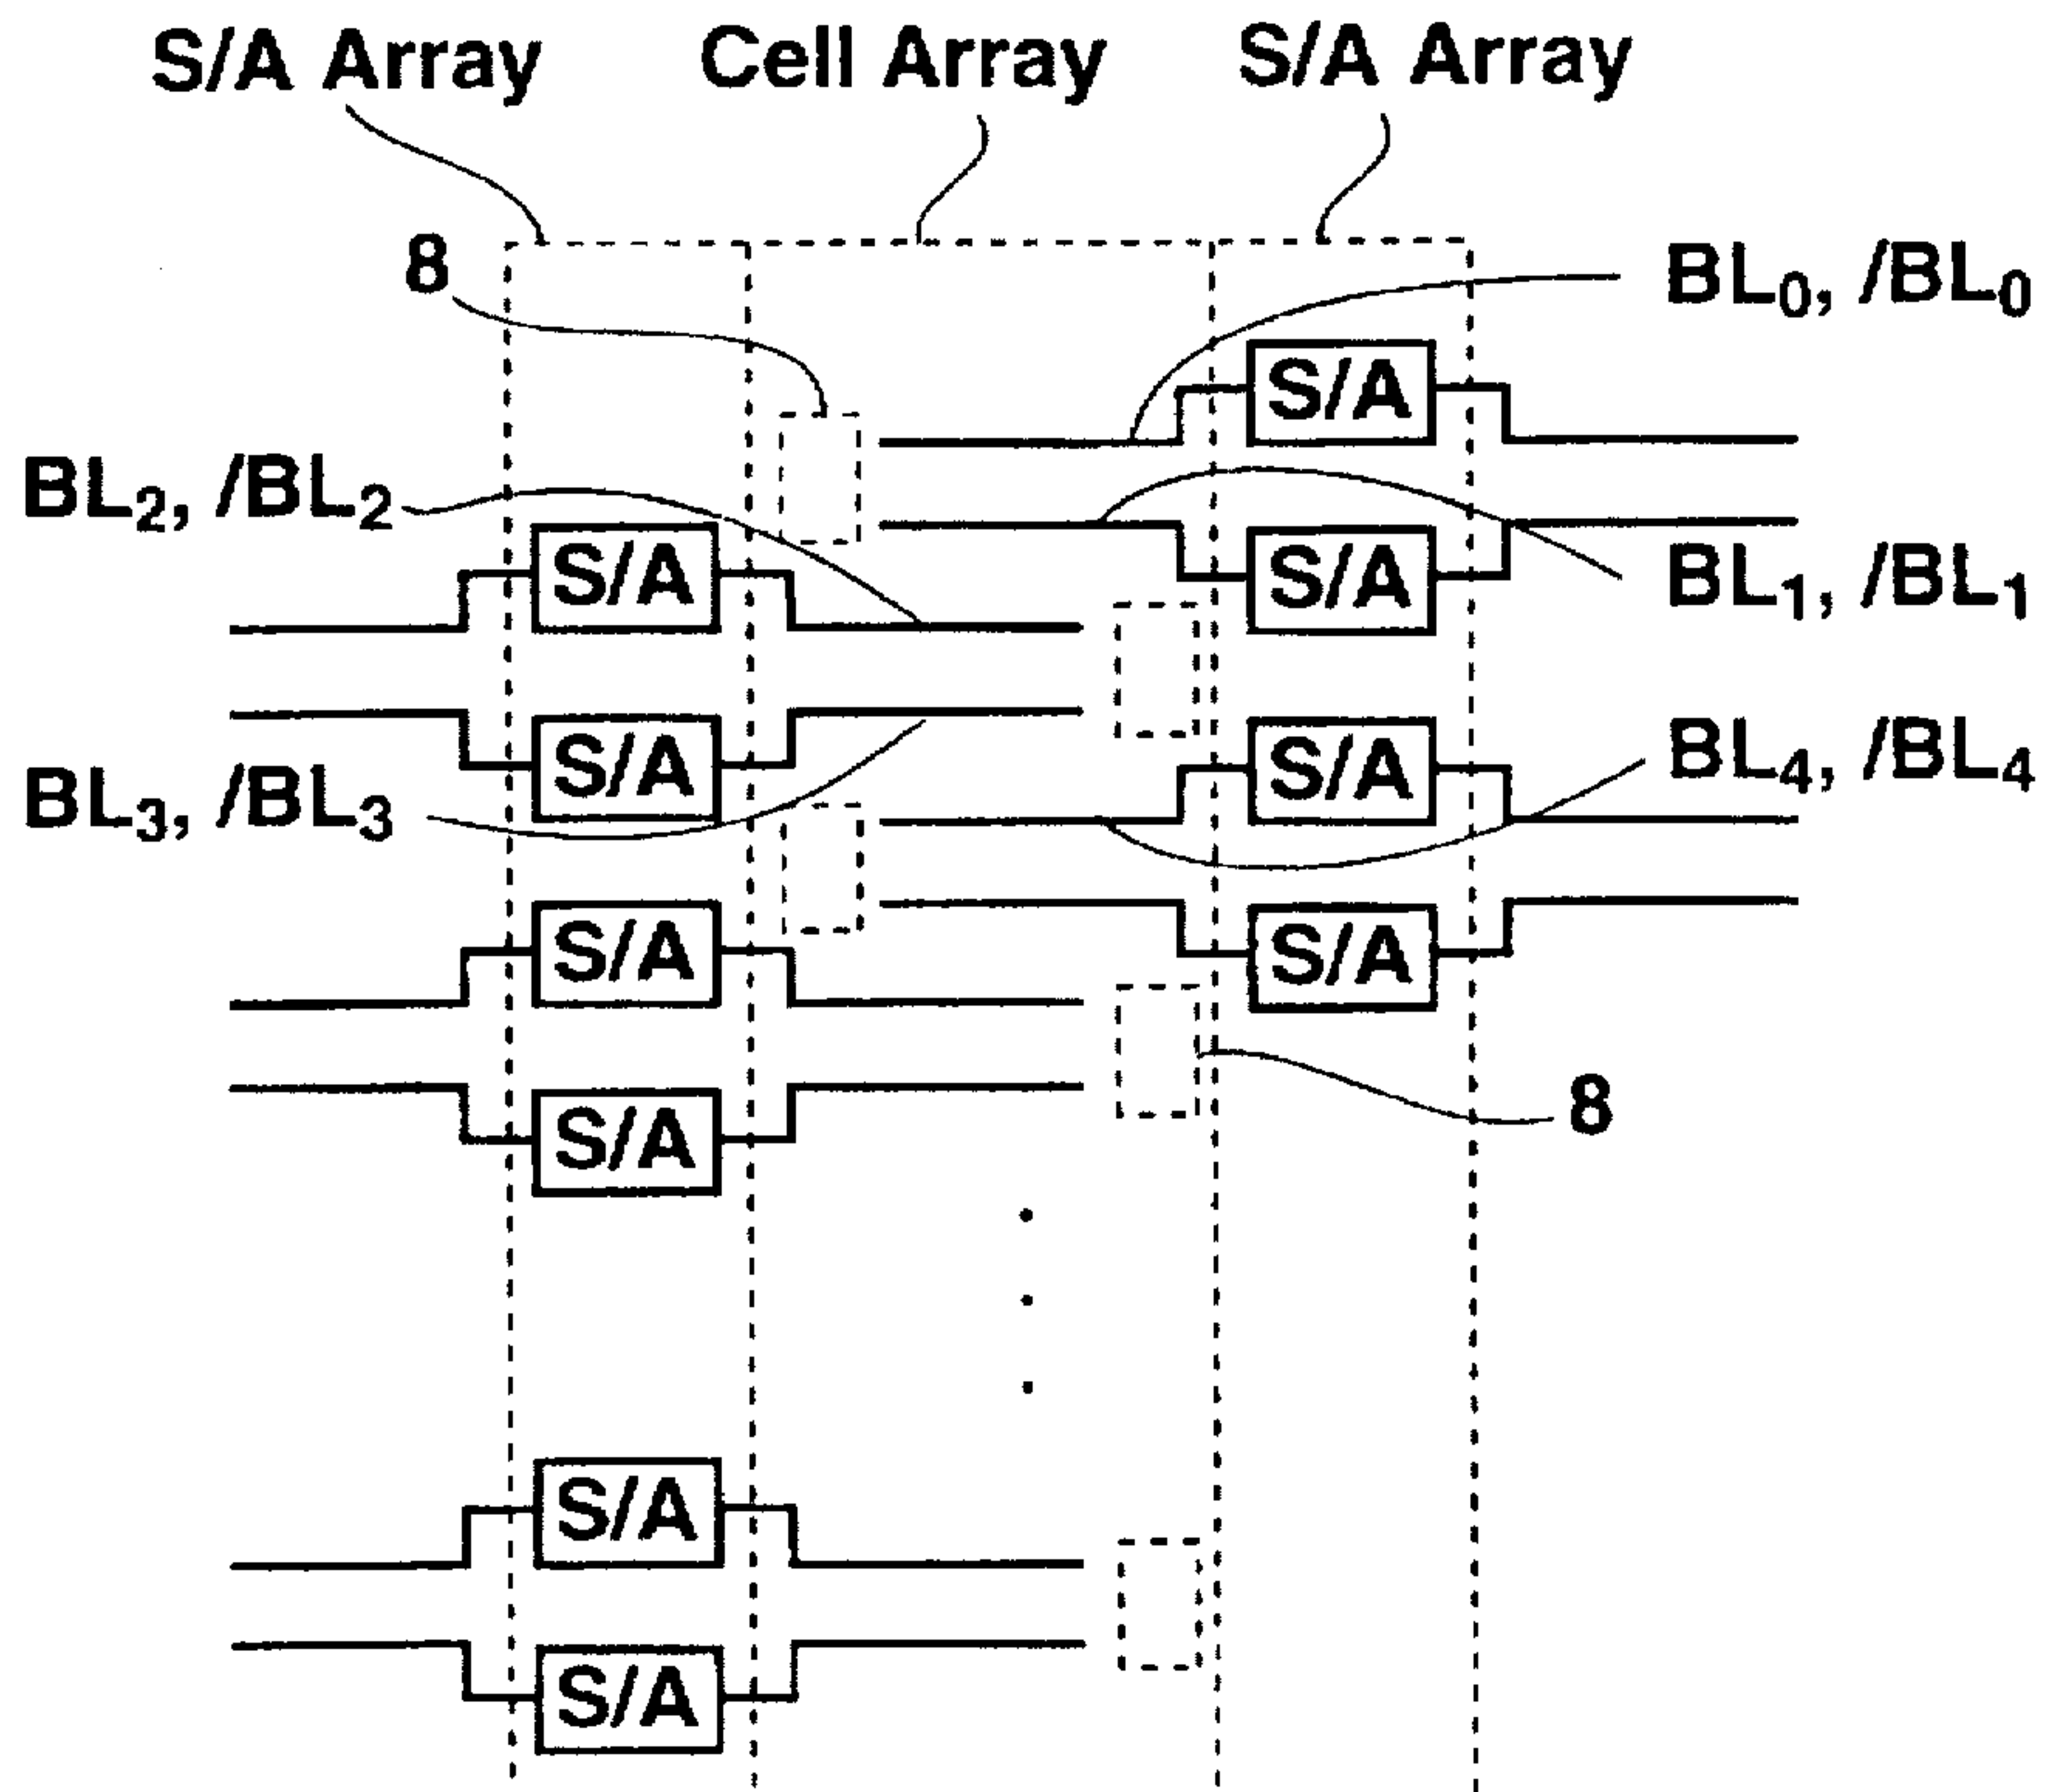 S/A Array Cell Array S/A Array
8
BL0, /BL0
S/A
BL2, /BL2
S/A S/A
BL1, /BL1
S/A S/A
BL4, /BL4
BL3, /BL3
S/A S/A
8
S/A
S/A
S/A